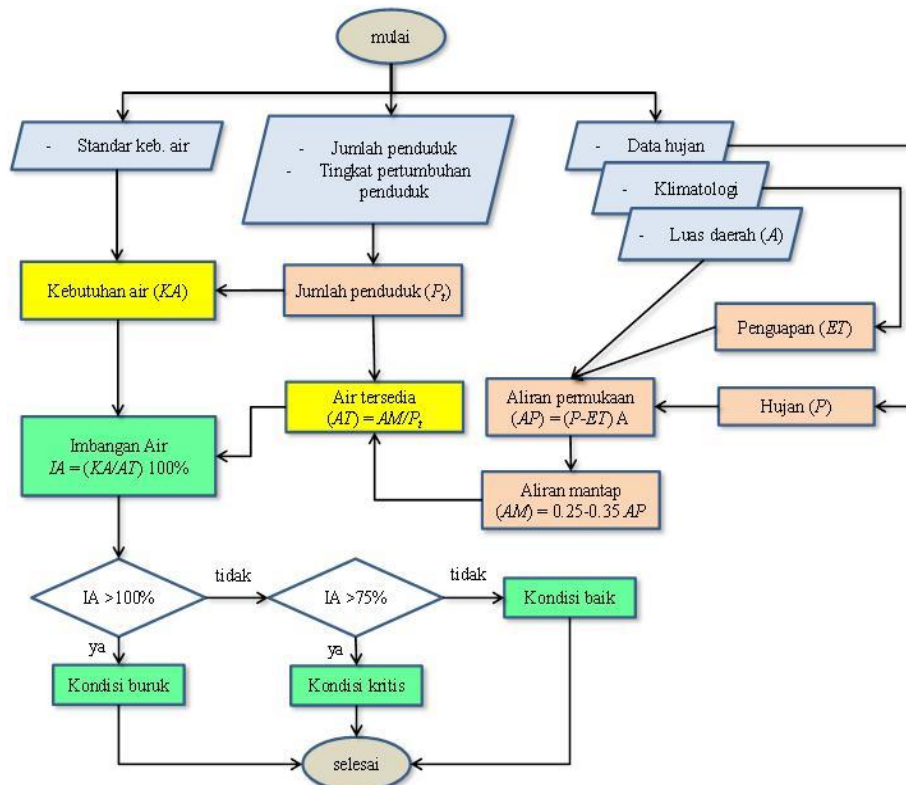 mulai
- Standar keb. air
- Jumlah penduduk
- Tingkat pertumbuhan
penduduk
- Data hujan
- Klimatologi
- Luas daerah (A)
Kebutuhan air (KA)
Jumlah penduduk (Pt)
Penguapan (ET)
Air tersedia
(AT) = AM/Pt
Aliran permukaan
(AP) = (P-ET) A
Hujan (P)
Imbangan Air
IA = (KA/AT) 100%
Aliran mantap
(AM) = 0.25-0.35 AP
IA >100%
tidak
IA >75%
tidak
Kondisi baik
ya
ya
Kondisi buruk
Kondisi kritis
selesai